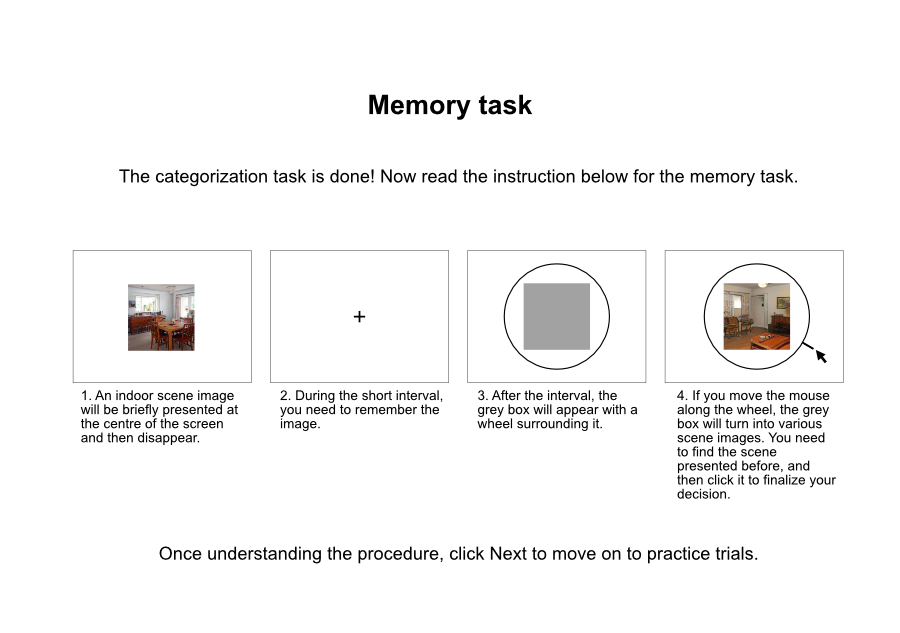 Memory task
The categorization task is done! Now read the instruction below for the memory task.
1. An indoor scene image
will be briefly presented at
the centre of the screen
and then disappear.
2. During the short interval,
you need to remember the
image.
3. After the interval, the
grey box will appear with a
wheel surrounding it.
4. If you move the mouse
along the wheel, the grey
box will turn into various
scene images. You need
to find the scene
presented before, and
then click it to finalize your
decision.
Once understanding the procedure, click Next to move on to practice trials.